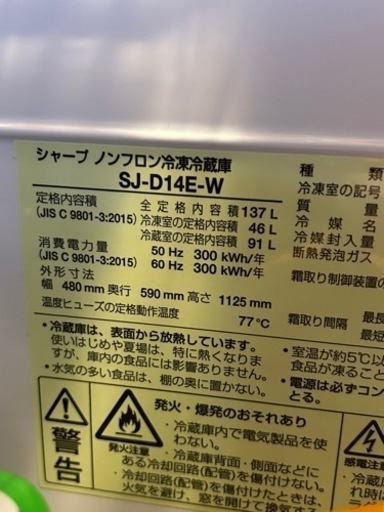 シャープ ノンフロン冷凍冷蔵庫
SJ-D14E-W
定格内容積
(JIS C 9801-3:2015)
全定格内容積 137 L
冷凍室の定格内容積 46 L
冷蔵室の定格内容積 91 L
消費電力量
(JIS C 9801-3:2015)
50 Hz 300 kWh/年
60 Hz 300 kWh/年
外形寸法
幅 480 mm 奥行 590 mm 高さ 1125 mm
温度ヒューズの定格動作温度 77℃
・冷蔵庫は、表面から放熱しています。
使いはじめや夏場は、特に熱く感じますが、庫内の食品には影響ありません。
・水気の多い食品は、棚の奥に置かない。
種類
冷凍室の記号
質量
冷媒名
冷媒封入量
断熱発泡ガス
霜取り制御装置の
霜取り間隔 最長
最短
・室温が約5℃以
食品が凍ること
・電源は必ずコン
とる。
警告
発火注意
発火・爆発のおそれあり
・冷蔵庫内で電気製品を使わない。
・冷蔵庫背面・側面などにある冷却回路(配管)を傷付けない。
・冷却回路(配管)を傷付けたときは、
火気を避け、窓を開けて換気する
感電注意